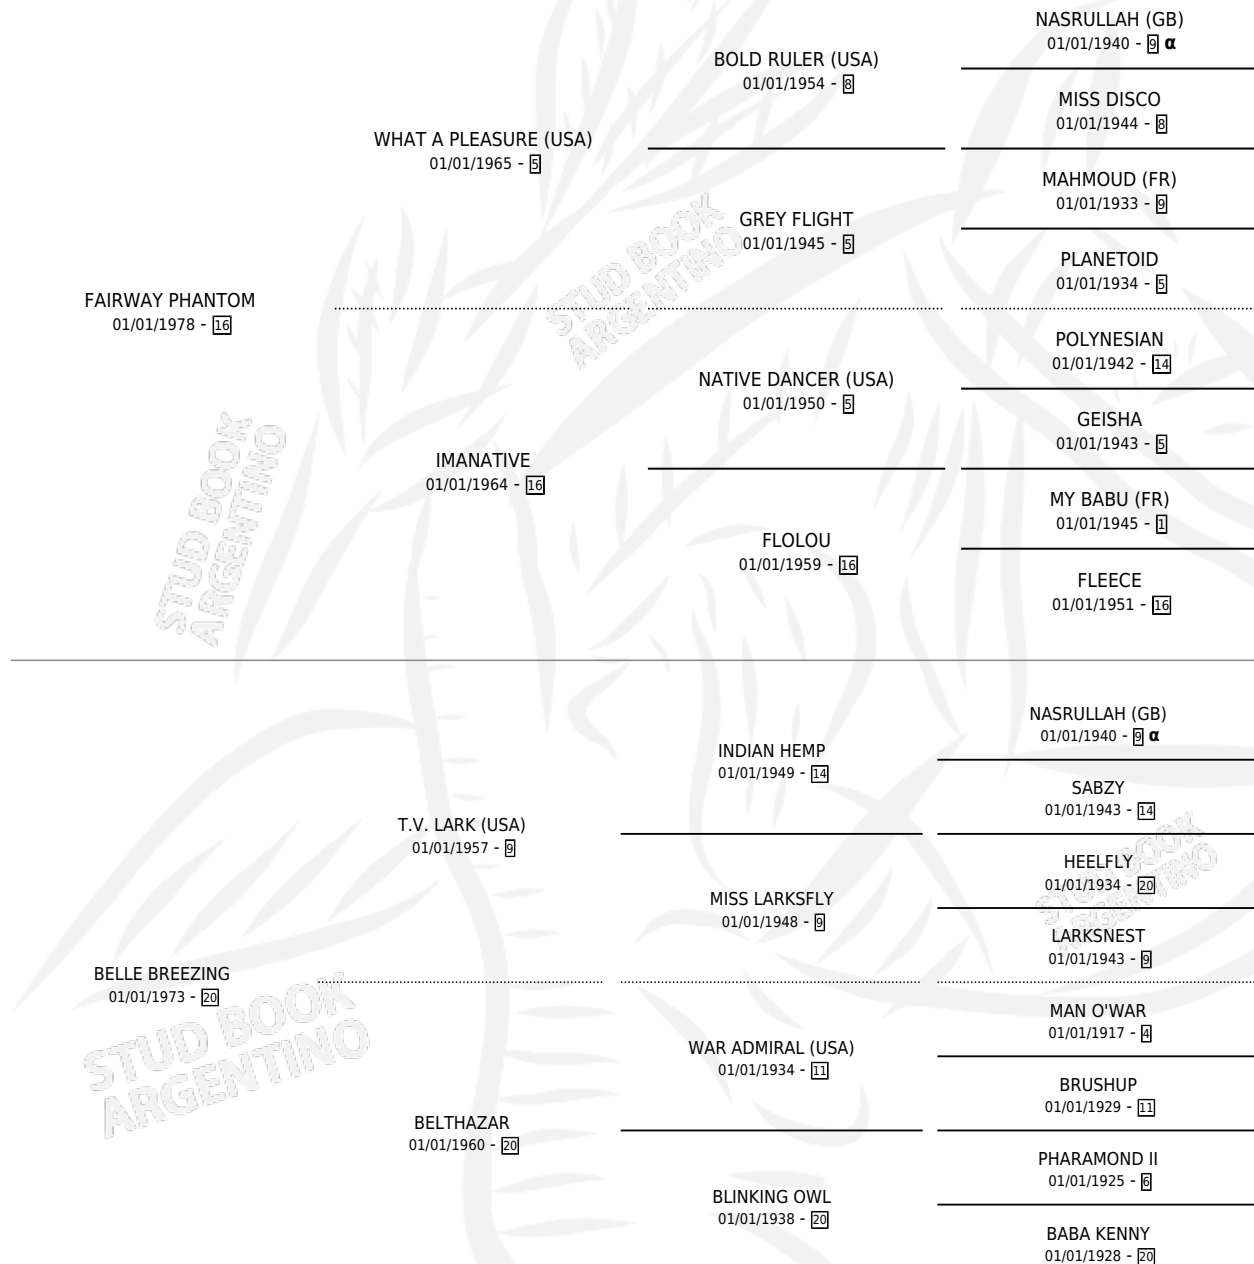 NASRULLAH (GB)
01/01/1940 - 9 α
BOLD RULER (USA)
01/01/1954 - 8
MISS DISCO
01/01/1944 - 8
WHAT A PLEASURE (USA)
01/01/1965 - 5
MAHMOUD (FR)
01/01/1933 - 9
GREY FLIGHT
01/01/1945 - 5
PLANETOID
01/01/1934 - 5
FAIRWAY PHANTOM
01/01/1978 - 16
POLYNESIAN
01/01/1942 - 14
NATIVE DANCER (USA)
01/01/1950 - 5
GEISHA
01/01/1943 - 5
IMANATIVE
01/01/1964 - 16
MY BABU (FR)
01/01/1945 - 1
FLOLOU
01/01/1959 - 16
FLEECE
01/01/1951 - 16
STUD BOOK
ARGENTINO
STUD BOOK
ARGENTINO
NASRULLAH (GB)
01/01/1940 - 9 α
INDIAN HEMP
01/01/1949 - 14
SABZY
01/01/1943 - 14
T.V. LARK (USA)
01/01/1957 - 9
HEELFLY
01/01/1934 - 20
MISS LARKSFLY
01/01/1948 - 9
LARKSNEST
01/01/1943 - 9
BELLE BREEZING
01/01/1973 - 20
MAN O'WAR
01/01/1917 - 4
WAR ADMIRAL (USA)
01/01/1934 - 11
BRUSHUP
01/01/1929 - 11
BELTHAZAR
01/01/1960 - 20
PHARAMOND II
01/01/1925 - 6
BLINKING OWL
01/01/1938 - 20
BABA KENNY
01/01/1928 - 20
STUD BOOK
ARGENTINO
STUD BOOK
ARGENTINO